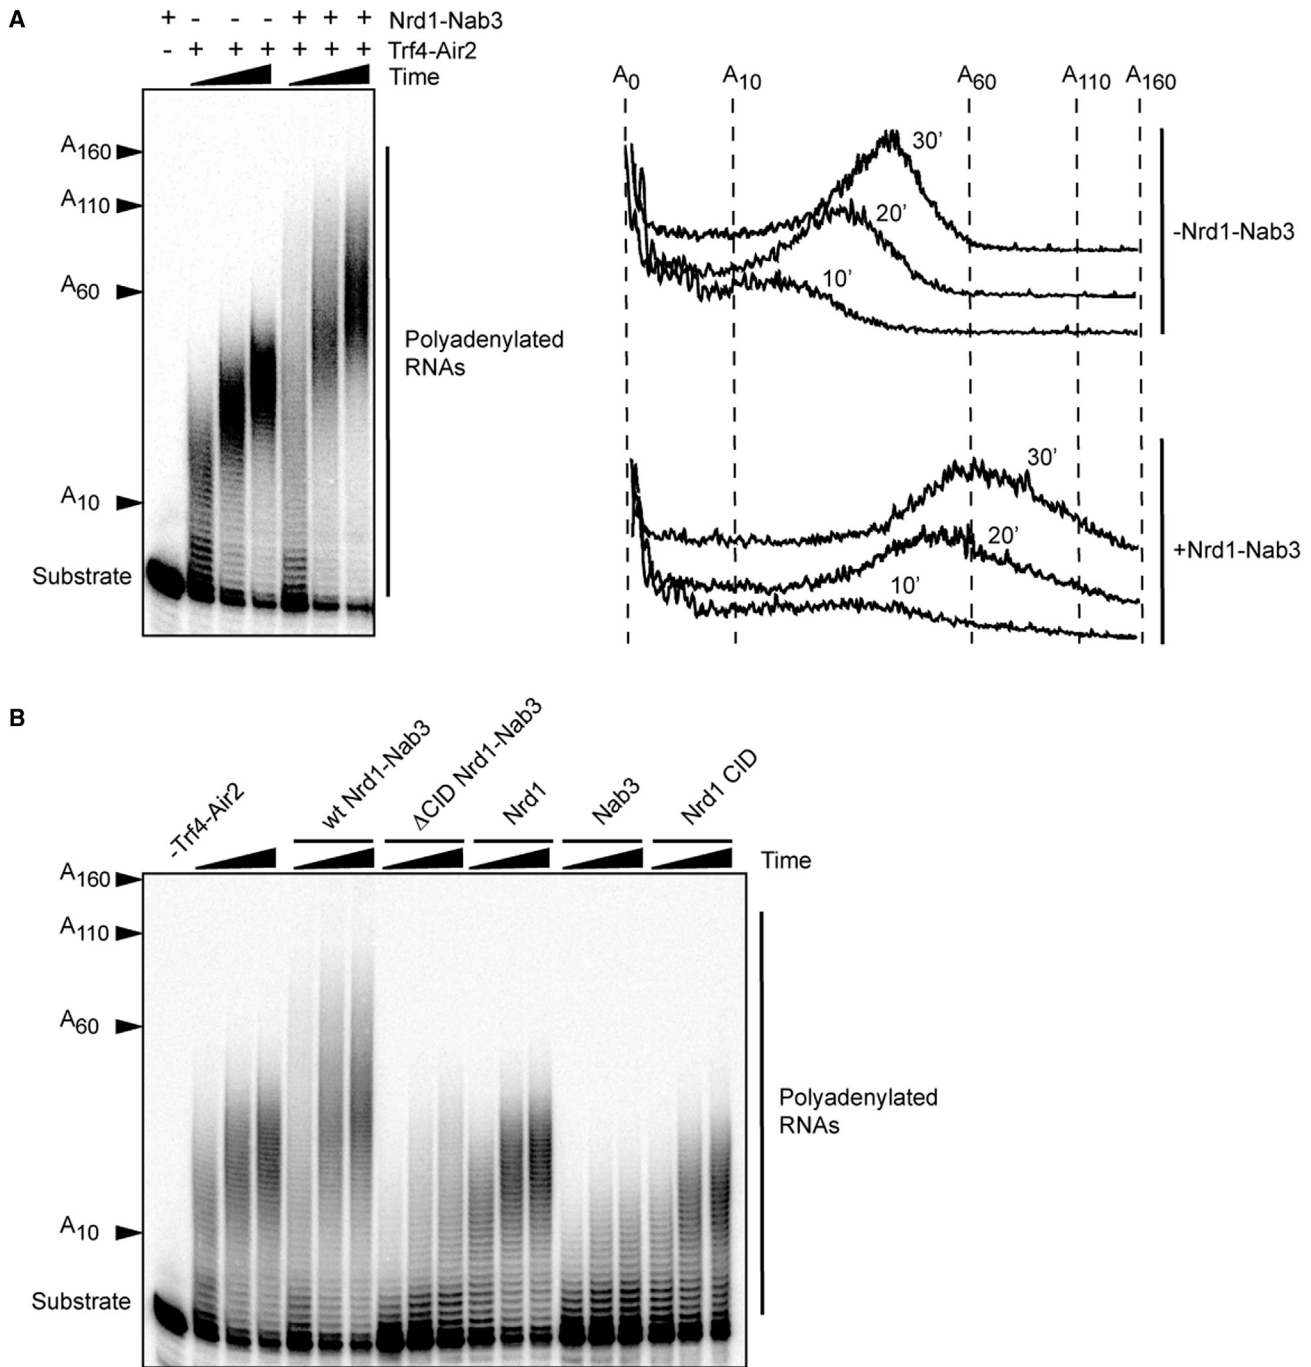 A
+ - - - + + + Nrd1-Nab3
- + + + + + + Trf4-Air2
Time
A160
A110
A60
A10
Substrate
Polyadenylated
RNAs
A0 A10 A60 A110 A160
30’
20’
10’
-Nrd1-Nab3
30’
20’
10’
+Nrd1-Nab3
B
-Trf4-Air2
wt Nrd1-Nab3
ΔCID Nrd1-Nab3
Nrd1
Nab3
Nrd1 CID
Time
A160
A110
A60
A10
Substrate
Polyadenylated
RNAs